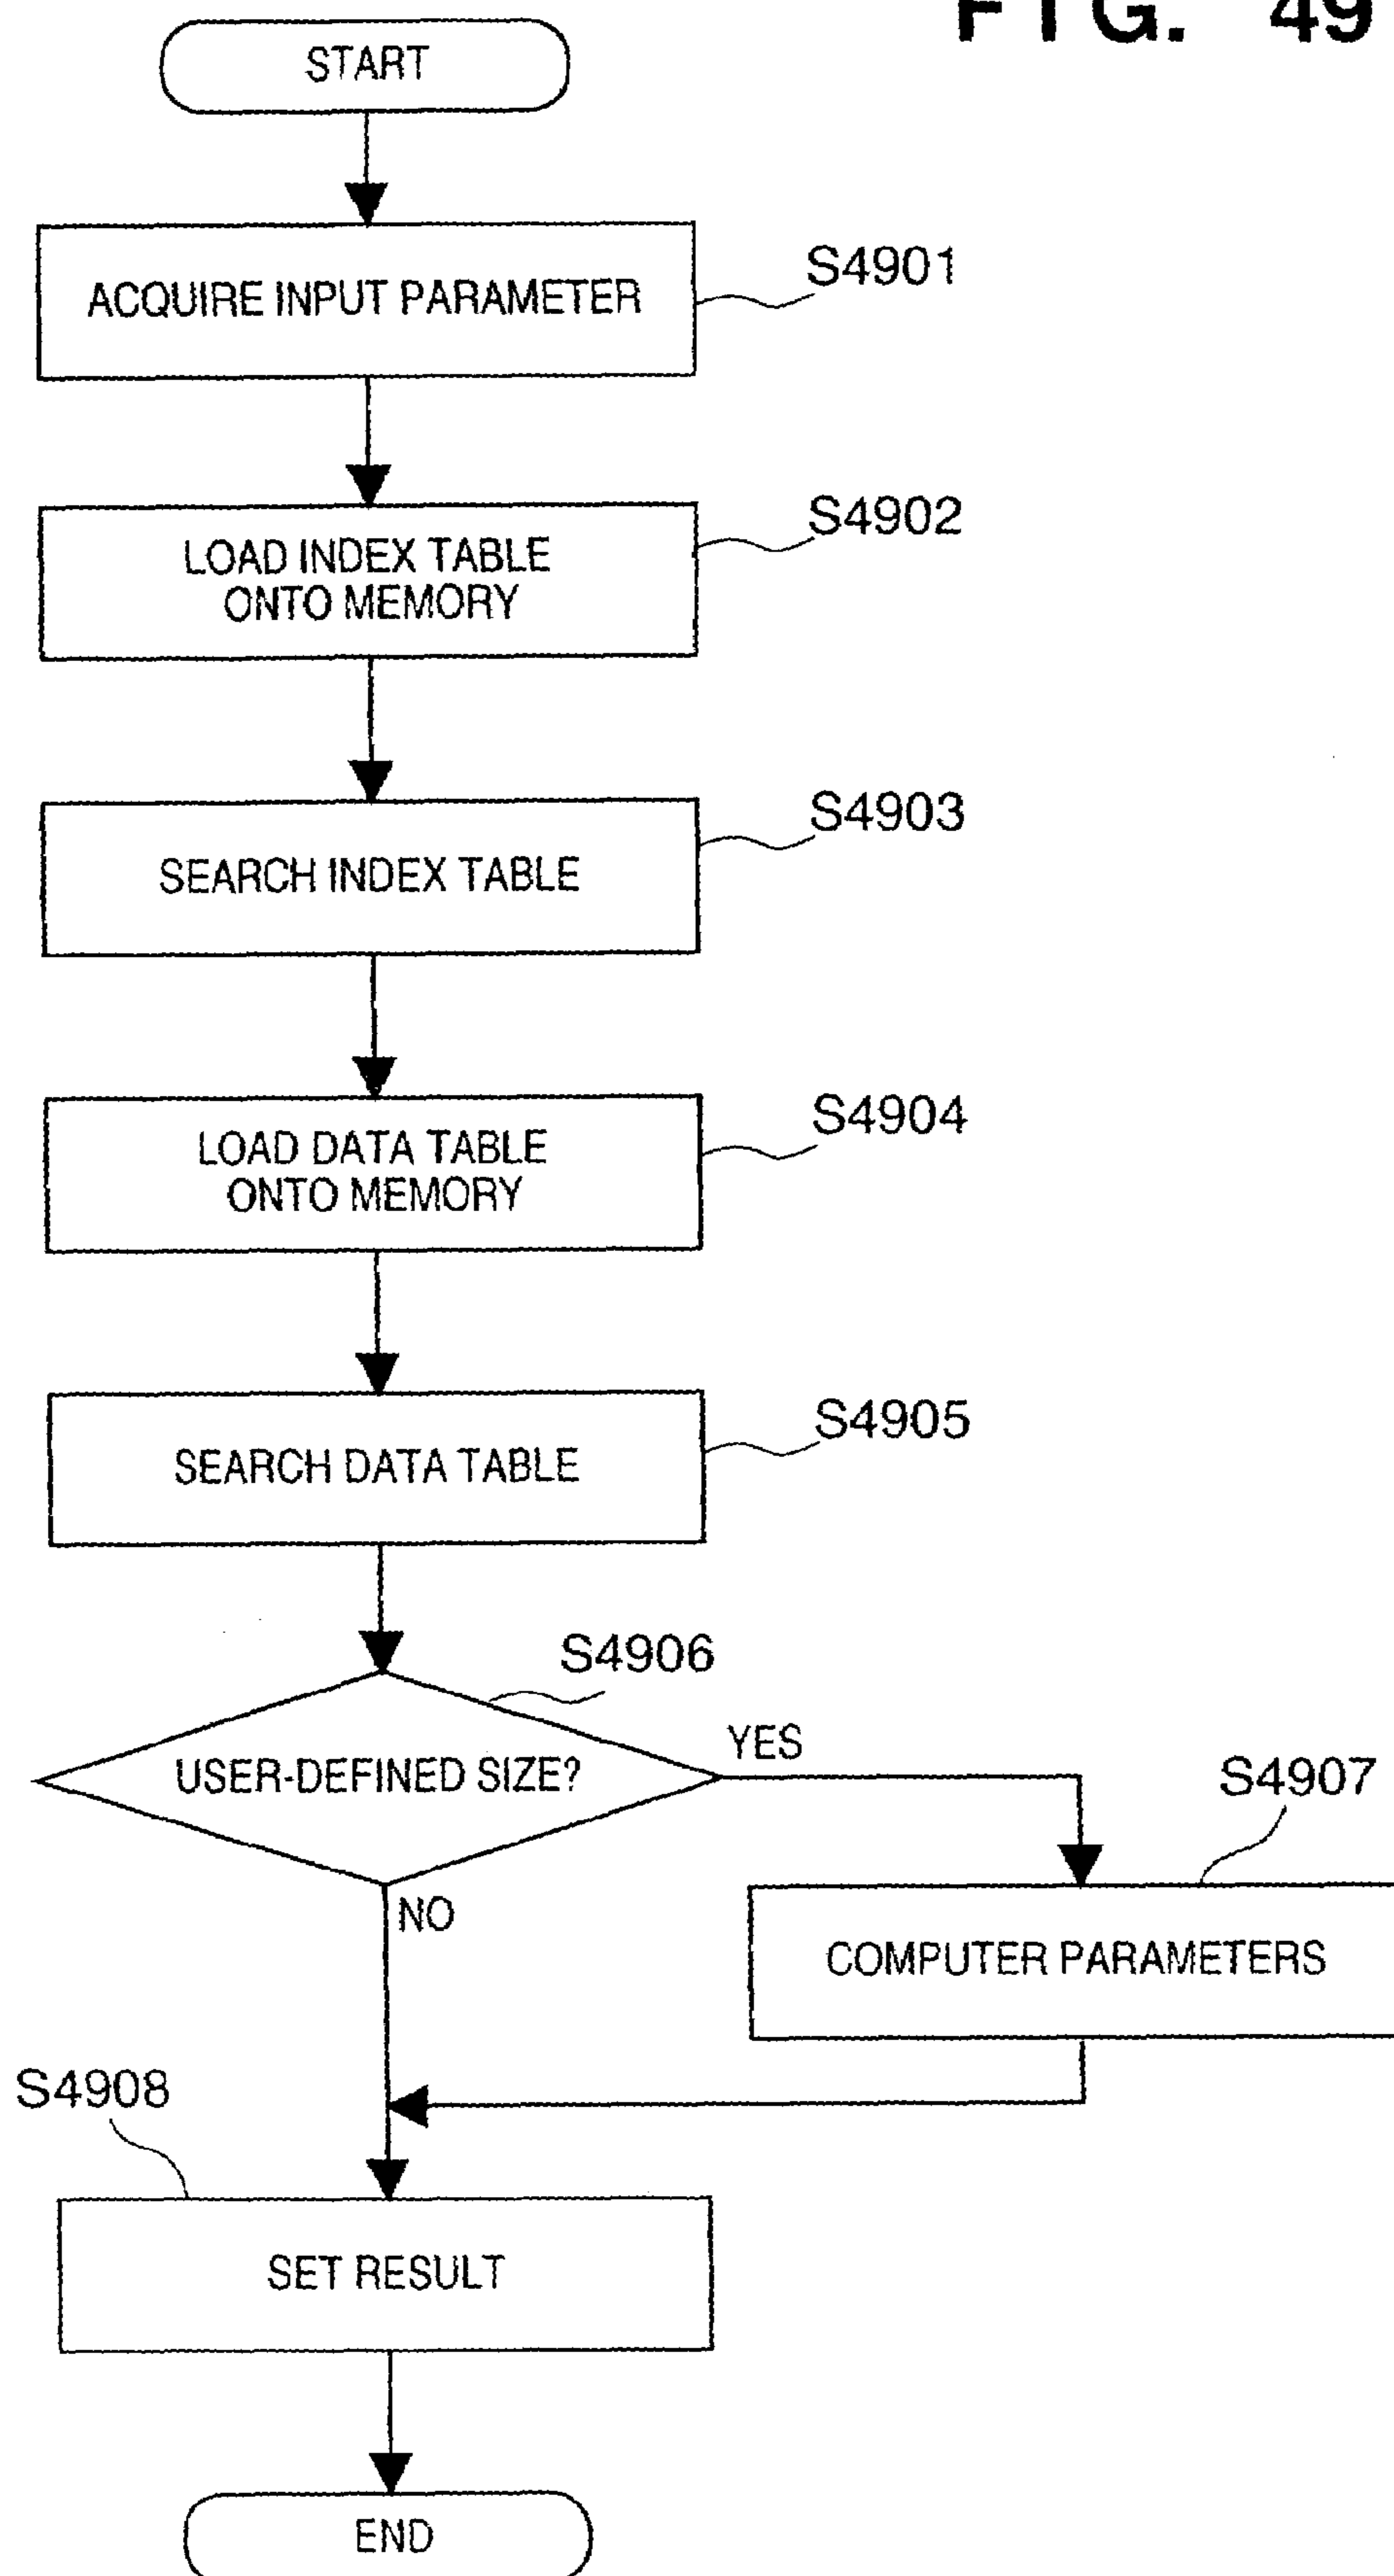 FIG. 49
START
ACQUIRE INPUT PARAMETER
S4901
LOAD INDEX TABLE
ONTO MEMORY
S4902
SEARCH INDEX TABLE
S4903
LOAD DATA TABLE
ONTO MEMORY
S4904
SEARCH DATA TABLE
S4905
S4906
USER-DEFINED SIZE?
YES
NO
S4907
COMPUTER PARAMETERS
S4908
SET RESULT
END